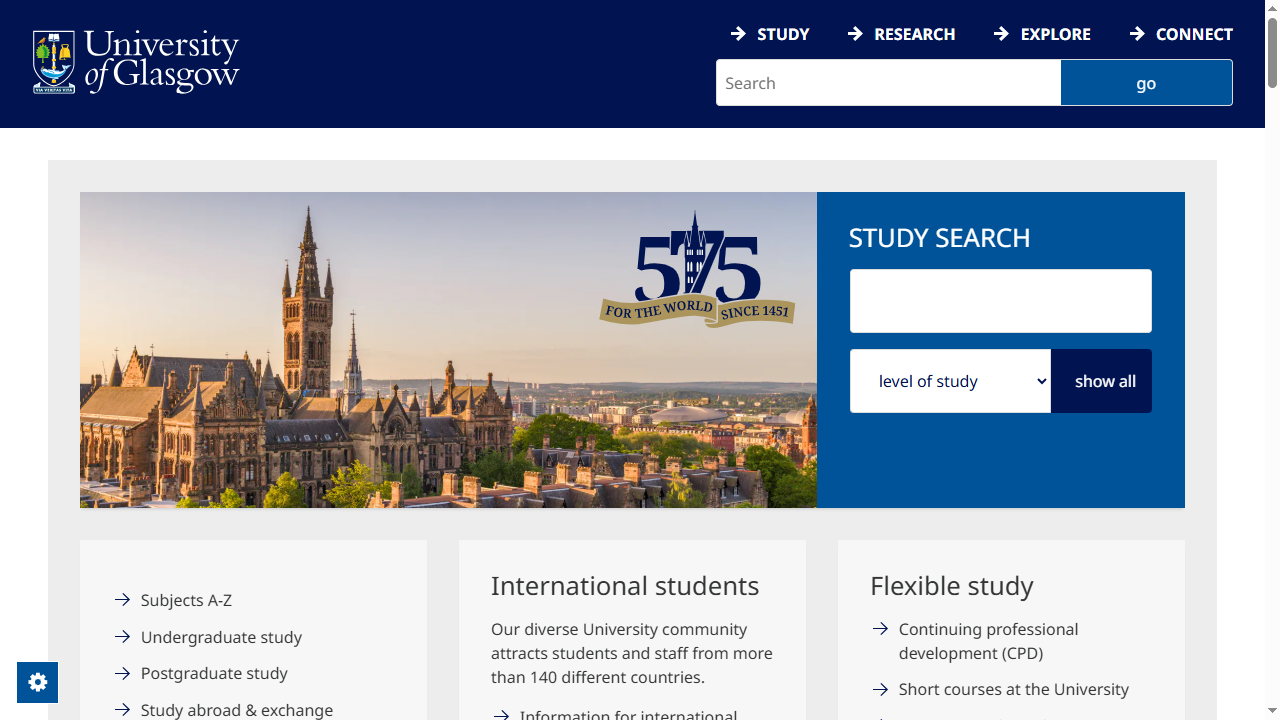 University
of Glasgow
VIA VERITAS VITA
STUDY
RESEARCH
EXPLORE
CONNECT
Search
go
575
FOR THE WORLD SINCE 1451
STUDY SEARCH
level of study
show all
Subjects A-Z
Undergraduate study
Postgraduate study
Study abroad & exchange
International students
Our diverse University community
attracts students and staff from more
than 140 different countries.
Information for international
Flexible study
Continuing professional
development (CPD)
Short courses at the University